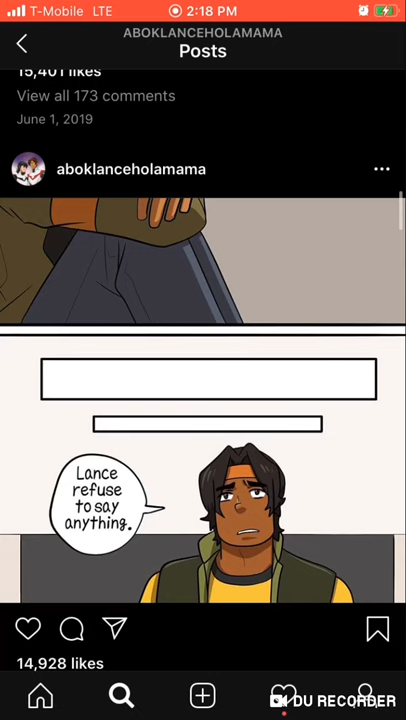 T-Mobile LTE
2:18 PM
ABOKLANCEHOLAMAMA
Posts
15,401 likes
View all 173 comments
June 1, 2019
aboklanceholamama
Lance
refuse
to say
anything.
14,928 likes
DU RECORDER